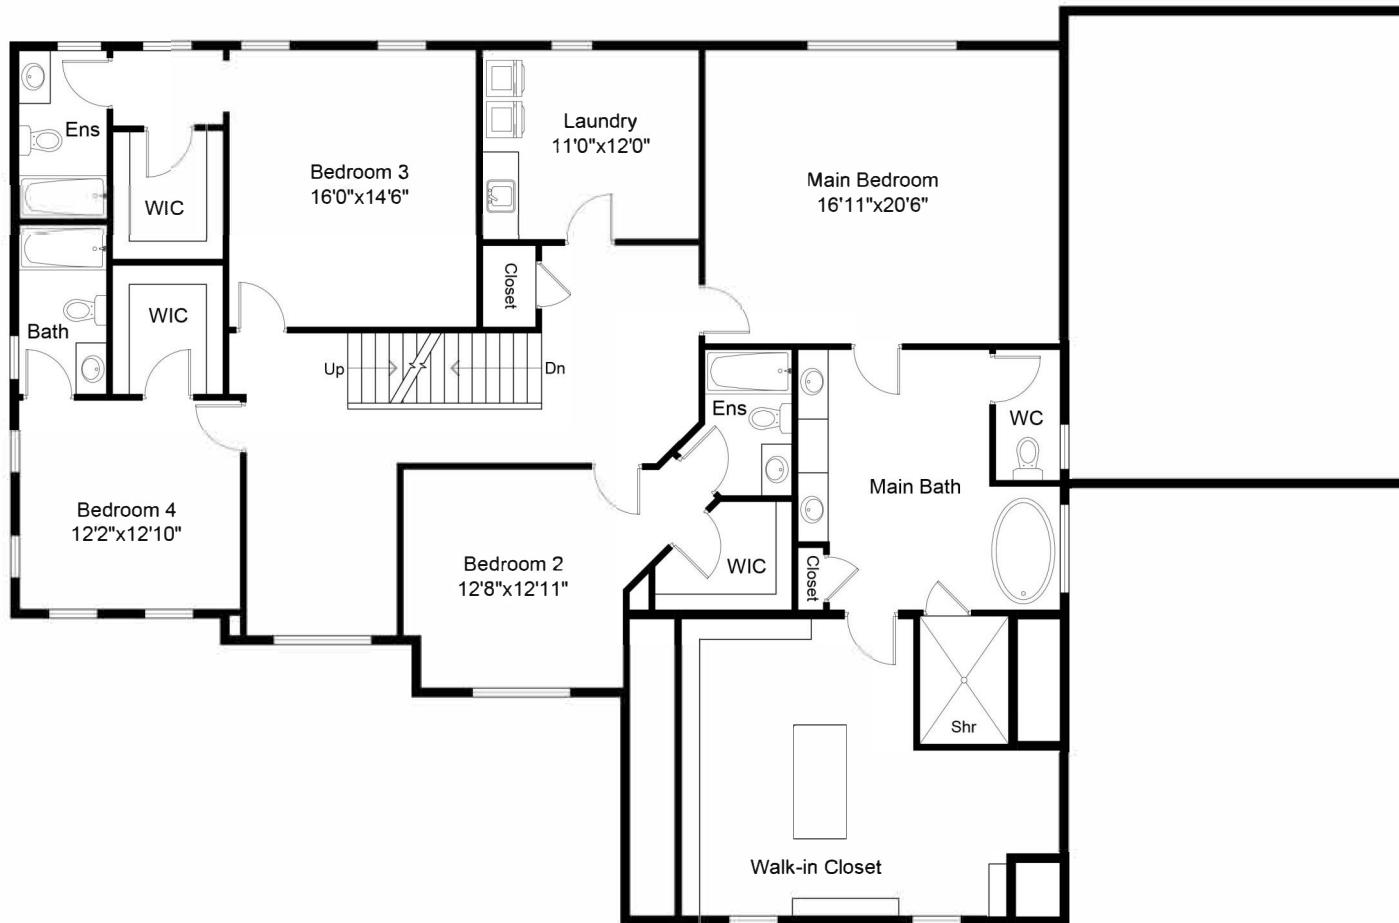 Ens
WIC
Bedroom 3
16'0"x14'6"
Laundry
11'0"x12'0"
Main Bedroom
16'11"x20'6"
Closet
WIC
Bath
Up
Dn
Ens
WC
Main Bath
Bedroom 4
12'2"x12'10"
Bedroom 2
12'8"x12'11"
WIC
Closet
Shr
Walk-in Closet